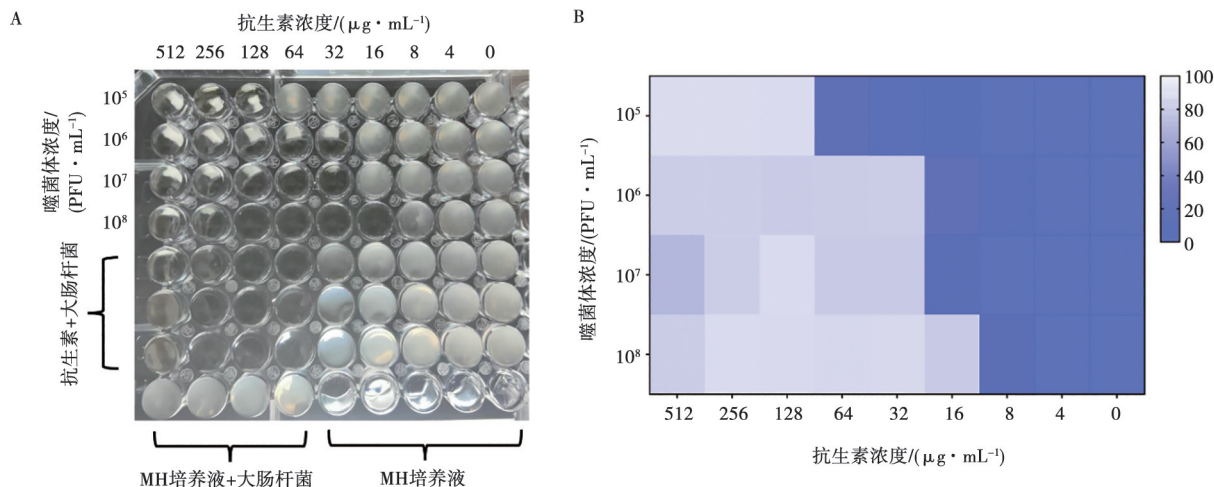 A
抗生素浓度/(μg·mL⁻¹)
512 256 128 64 32 16 8 4 0
噬菌体浓度/
(PFU·mL⁻¹)
10⁵
10⁶
10⁷
10⁸
抗生素+大肠杆菌
MH培养液+大肠杆菌 MH培养液
B
噬菌体浓度/(PFU·mL⁻¹)
10⁵
10⁶
10⁷
10⁸
512 256 128 64 32 16 8 4 0
抗生素浓度/(μg·mL⁻¹)
100
80
60
40
20
0